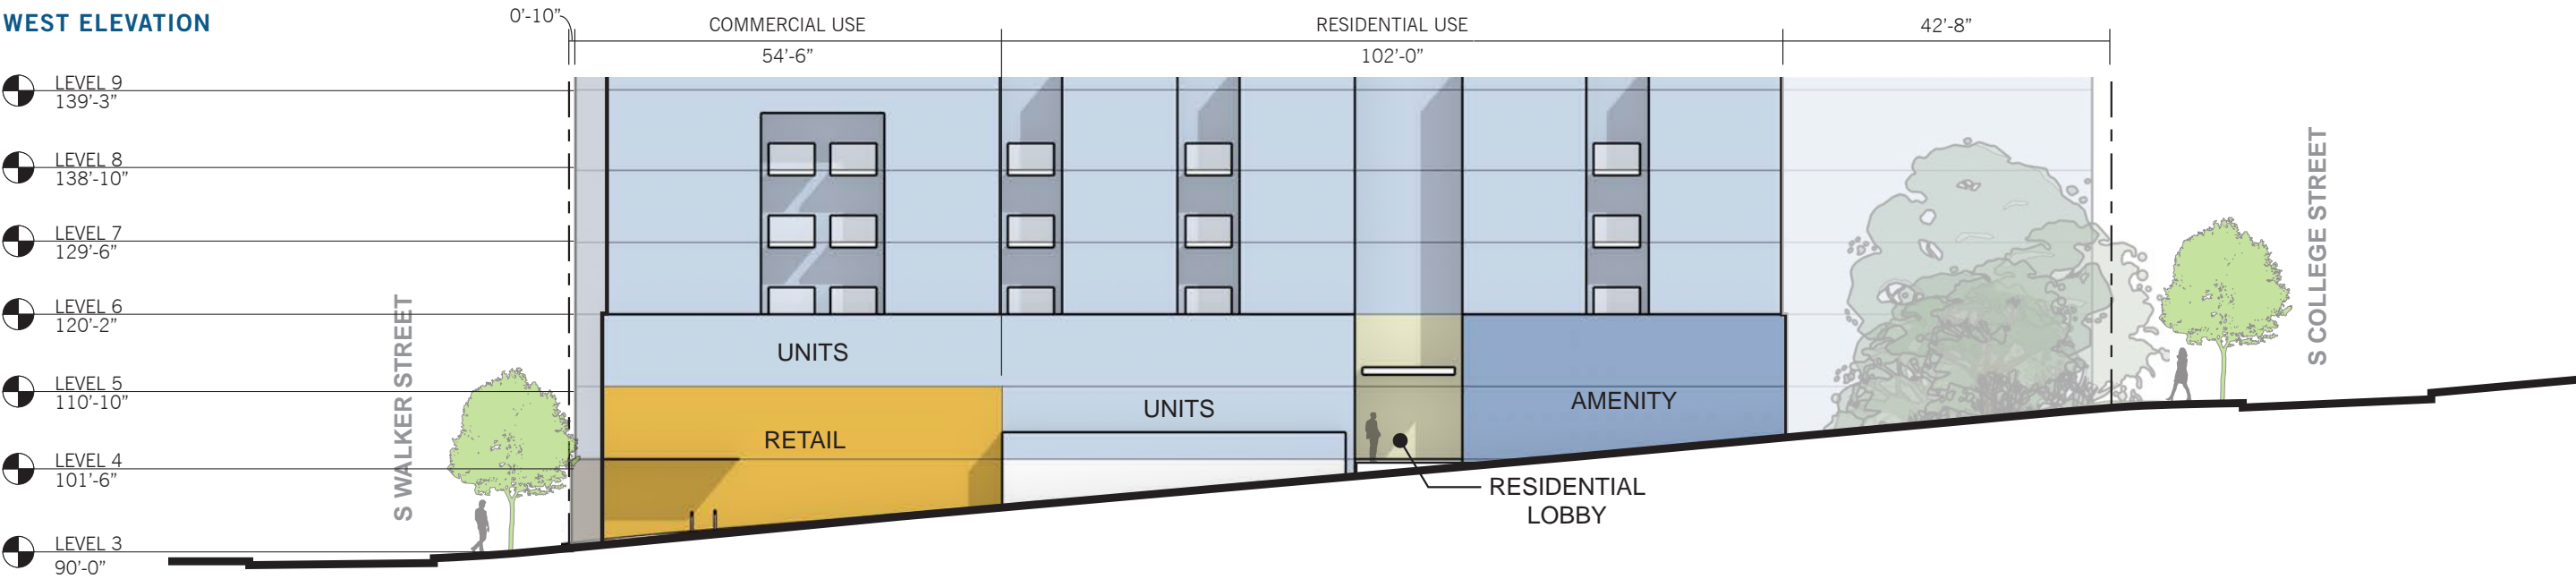 WEST ELEVATION
0'-10"
COMMERCIAL USE
54'-6"
RESIDENTIAL USE
102'-0"
42'-8"
LEVEL 9
139'-3"
LEVEL 8
138'-10"
LEVEL 7
129'-6"
LEVEL 6
120'-2"
LEVEL 5
110'-10"
LEVEL 4
101'-6"
LEVEL 3
90'-0"
S WALKER STREET
UNITS
RETAIL
UNITS
AMENITY
RESIDENTIAL
LOBBY
S COLLEGE STREET